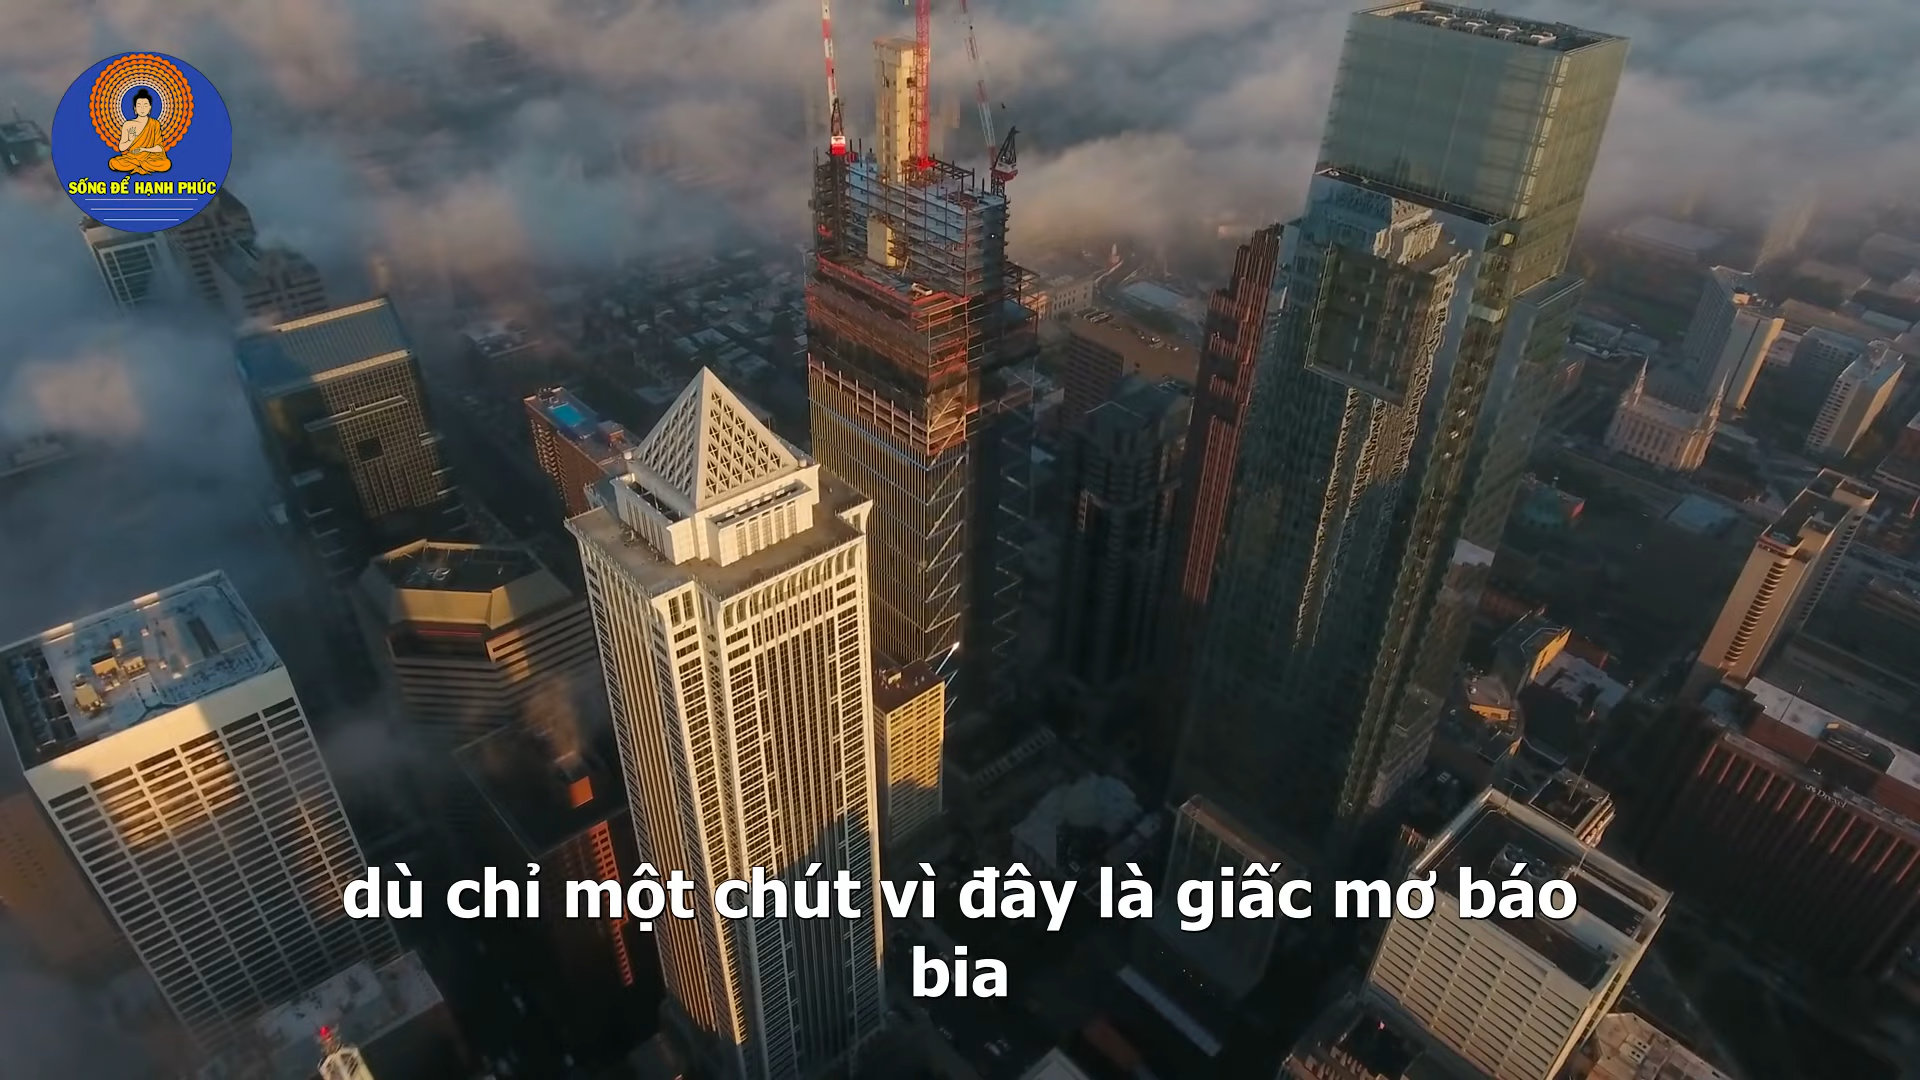 SỐNG ĐỂ HẠNH PHÚC
dù chỉ một chút vì đây là giấc mơ báo
bia